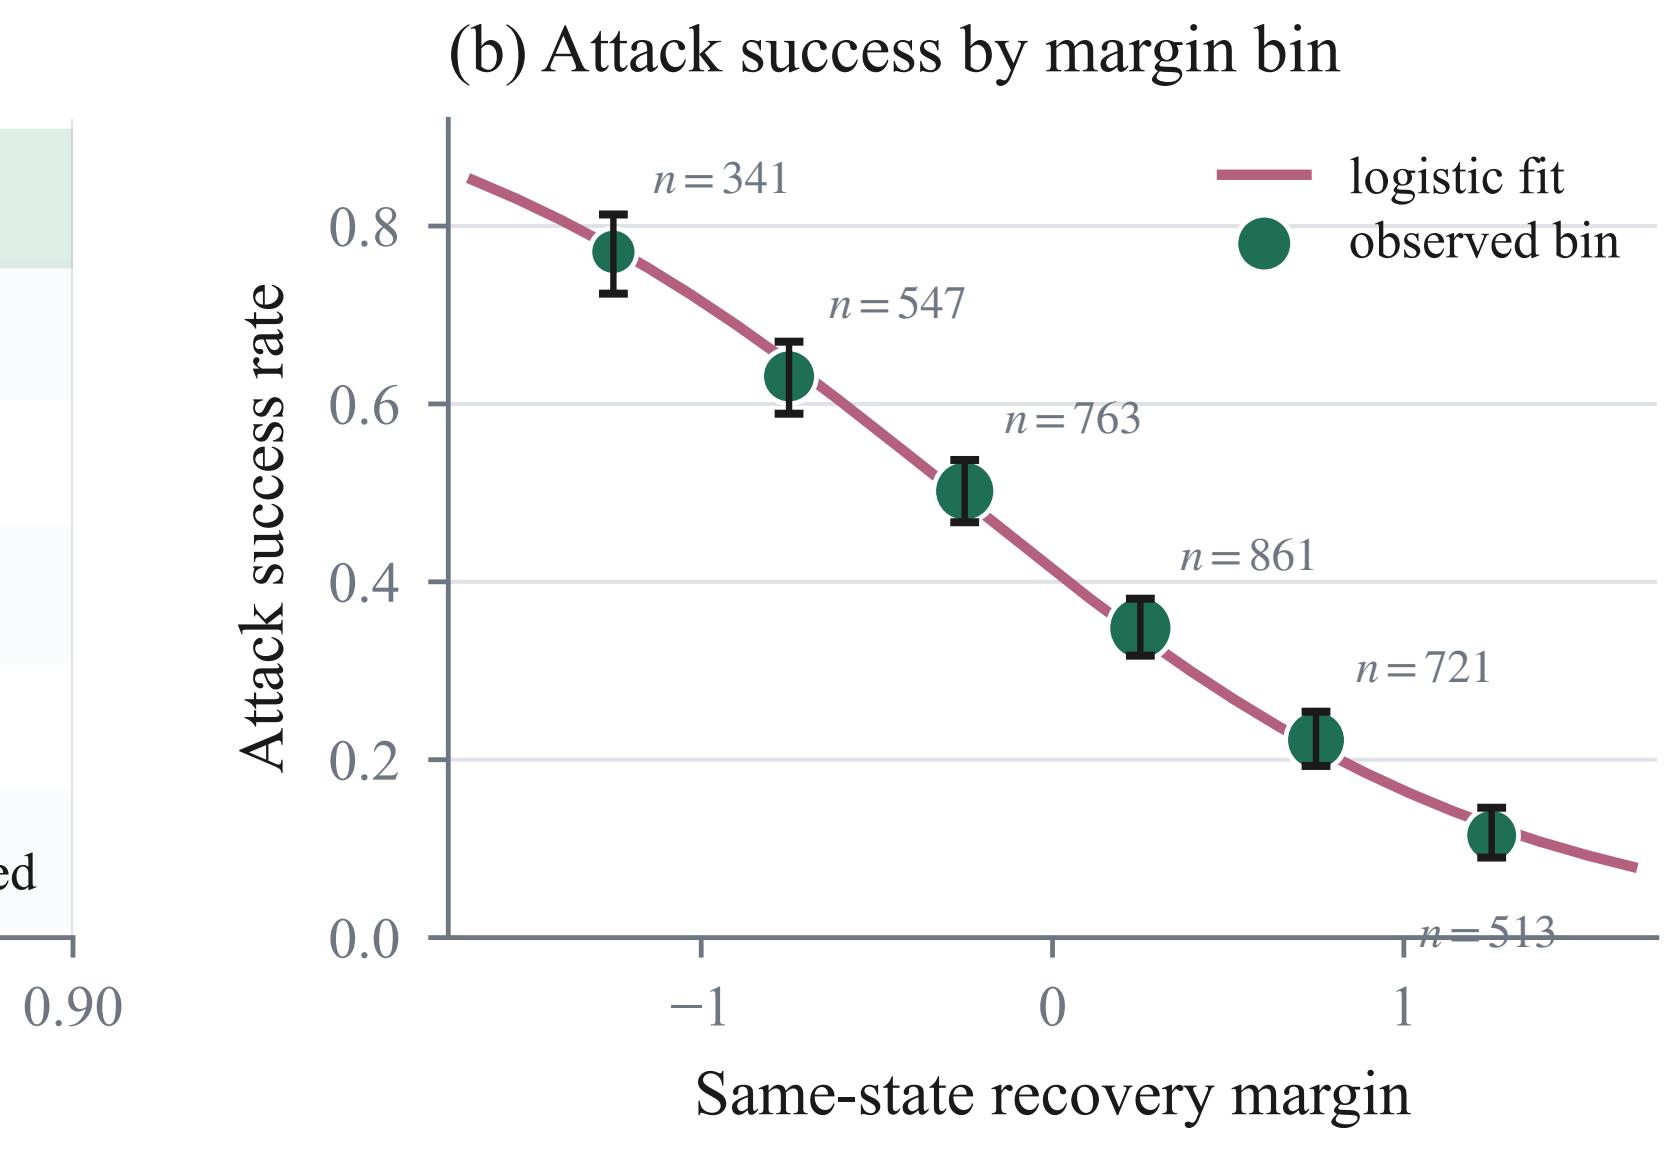 (b) Attack success by margin bin
logistic fit
observed bin
n=341
n=547
n=763
n=861
n=721
n=513
Attack success rate
0.8
0.6
0.4
0.2
0.0
−1
0
1
Same-state recovery margin
ed
0.90